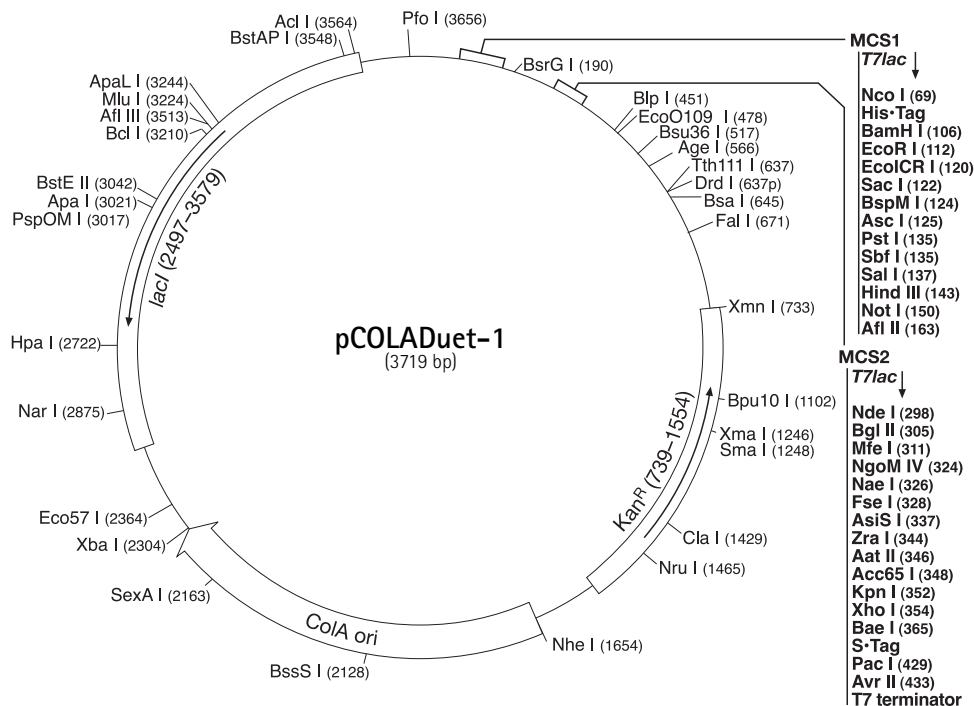 pCOLADuet-1
(3719 bp)
Acl I (3564)
BstAP I (3548)
Pfo I (3656)
BsrG I (190)
ApaL I (3244)
Mlu I (3224)
Afl III (3513)
Bcl I (3210)
BstE II (3042)
Apa I (3021)
PspOM I (3017)
Hpa I (2722)
Nar I (2875)
Eco57 I (2364)
Xba I (2304)
SexA I (2163)
BssS I (2128)
Nhe I (1654)
Blp I (451)
EcoO109 I (478)
Bsu36 I (517)
Age I (566)
Tth111 I (637)
Drd I (637p)
Bsa I (645)
Fal I (671)
Xmn I (733)
Bpu10 I (1102)
Xma I (1246)
Sma I (1248)
Cla I (1429)
Nru I (1465)
lacI (2497–3579)
KanR (739–1554)
ColA ori
MCS1
T7lac
Nco I (69)
His•Tag
BamH I (106)
EcoR I (112)
EcoICR I (120)
Sac I (122)
BspM I (124)
Asc I (125)
Pst I (135)
Sbf I (135)
Sal I (137)
Hind III (143)
Not I (150)
Afl II (163)
MCS2
T7lac
Nde I (298)
Bgl II (305)
Mfe I (311)
NgoM IV (324)
Nae I (326)
Fse I (328)
AsiS I (337)
Zra I (344)
Aat II (346)
Acc65 I (348)
Kpn I (352)
Xho I (354)
Bae I (365)
S•Tag
Pac I (429)
Avr II (433)
T7 terminator